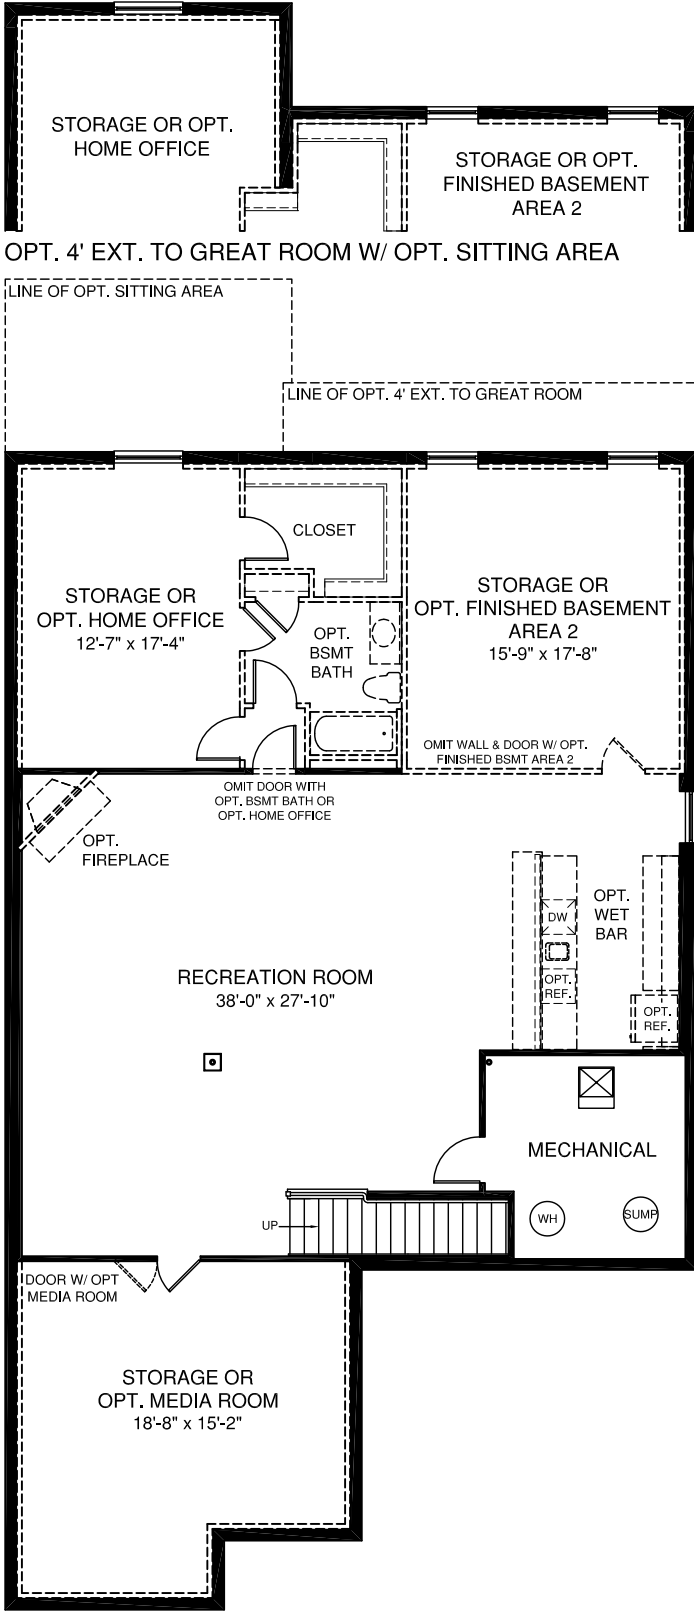 STORAGE OR OPT.
HOME OFFICE
STORAGE OR OPT.
FINISHED BASEMENT
AREA 2
OPT. 4' EXT. TO GREAT ROOM W/ OPT. SITTING AREA
LINE OF OPT. SITTING AREA
LINE OF OPT. 4' EXT. TO GREAT ROOM
CLOSET
STORAGE OR
OPT. HOME OFFICE
12'-7" x 17'-4"
OPT.
BSMT
BATH
STORAGE OR
OPT. FINISHED BASEMENT
AREA 2
15'-9" x 17'-8"
OMIT WALL & DOOR W/ OPT.
FINISHED BSMT AREA 2
OMIT DOOR WITH
OPT. BSMT BATH OR
OPT. HOME OFFICE
OPT.
FIREPLACE
OPT.
WET
BAR
DW
OPT.
REF.
OPT.
REF.
RECREATION ROOM
38'-0" x 27'-10"
MECHANICAL
WH
SUMP
UP
DOOR W/ OPT
MEDIA ROOM
STORAGE OR
OPT. MEDIA ROOM
18'-8" x 15'-2"